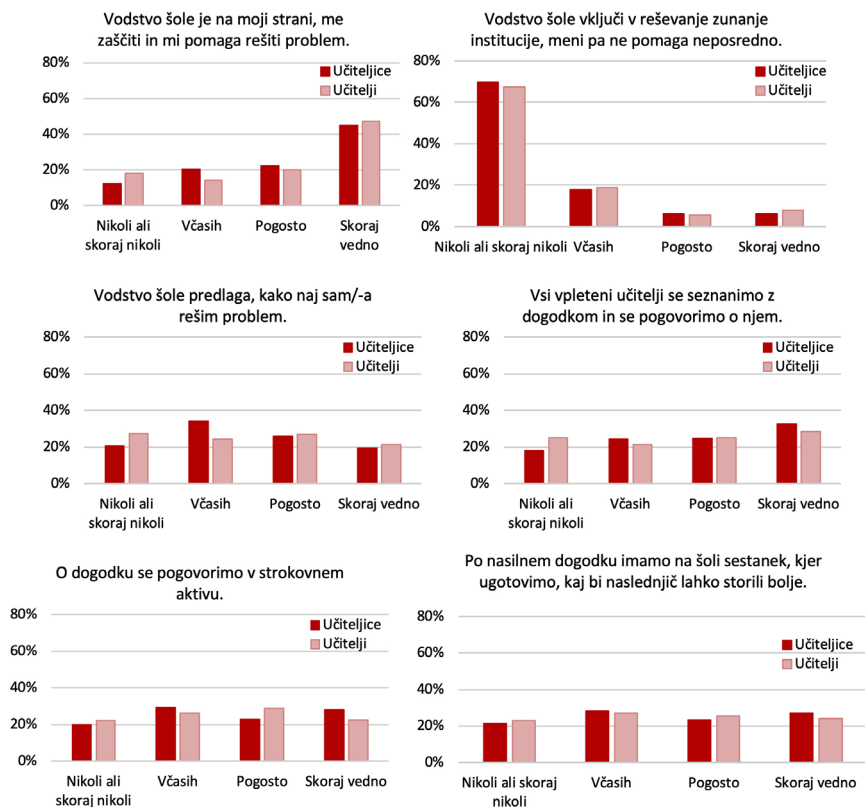 Vodstvo šole je na moji strani, me
zaščiti in mi pomaga rešiti problem.
80%
60%
40%
20%
0%
Učiteljice
Učitelji
Nikoli ali
skoraj nikoli
Včasih
Pogosto
Skoraj
vedno
Vodstvo šole vključi v reševanje zunanje
institucije, meni pa ne pomaga neposredno.
80%
60%
40%
20%
0%
Učiteljice
Učitelji
Nikoli ali skoraj nikoli
Včasih
Pogosto
Skoraj vedno
Vodstvo šole predlaga, kako naj sam/-a
rešim problem.
80%
60%
40%
20%
0%
Učiteljice
Učitelji
Nikoli ali
skoraj nikoli
Včasih
Pogosto
Skoraj vedno
Vsi vpleteni učitelji se seznanimo z
dogodkom in se pogovorimo o njem.
80%
60%
40%
20%
0%
Učiteljice
Učitelji
Nikoli ali
skoraj nikoli
Včasih
Pogosto
Skoraj vedno
O dogodku se pogovorimo v strokovnem
aktivu.
80%
60%
40%
20%
0%
Učiteljice
Učitelji
Nikoli ali
skoraj nikoli
Včasih
Pogosto
Skoraj vedno
Po nasilnem dogodku imamo na šoli sestanek, kjer
ugotovimo, kaj bi naslednjič lahko storili bolje.
80%
60%
40%
20%
0%
Učiteljice
Učitelji
Nikoli ali skoraj
nikoli
Včasih
Pogosto
Skoraj vedno